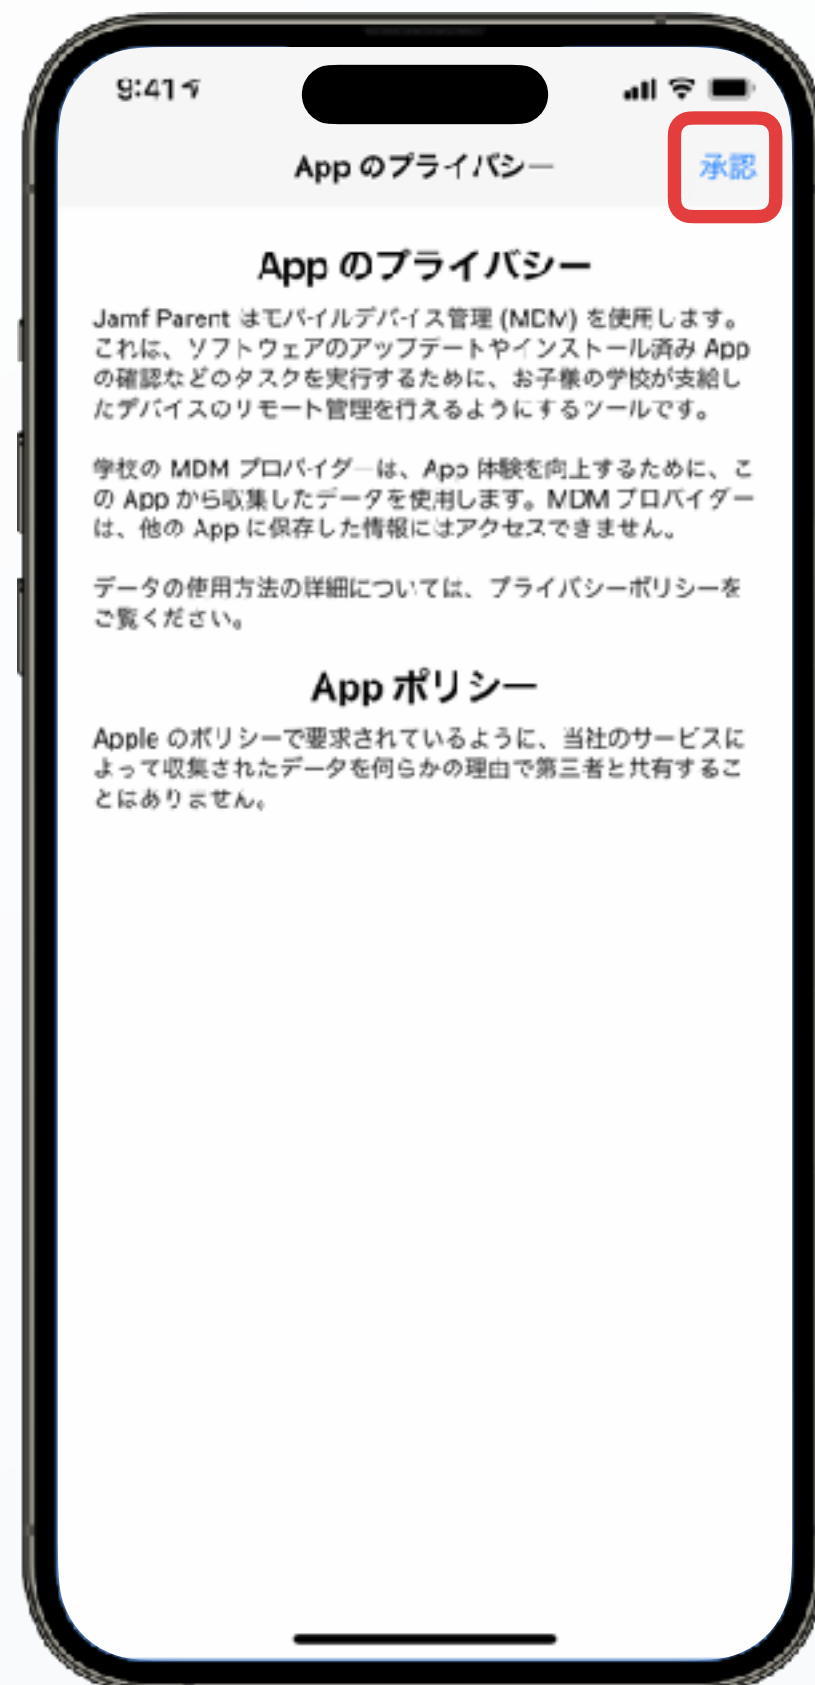 9:41
App のプライバシー
承認
App のプライバシー
Jamf Parent はモバイルデバイス管理 (MDM) を使用します。
これは、ソフトウェアのアップデートやインストール済み App
の確認などのタスクを実行するために、お子様の学校が支給し
たデバイスのリモート管理を行えるようにするツールです。
学校の MDM プロバイダーは、App 体験を向上するために、こ
の App から収集したデータを使用します。MDM プロバイダー
は、他の App に保存した情報にはアクセスできません。
データの使用方法の詳細については、プライバシーポリシーを
ご覧ください。
App ポリシー
Apple のポリシーで要求されているように、当社のサービスに
よって収集されたデータを何らかの理由で第三者と共有するこ
とはありません。